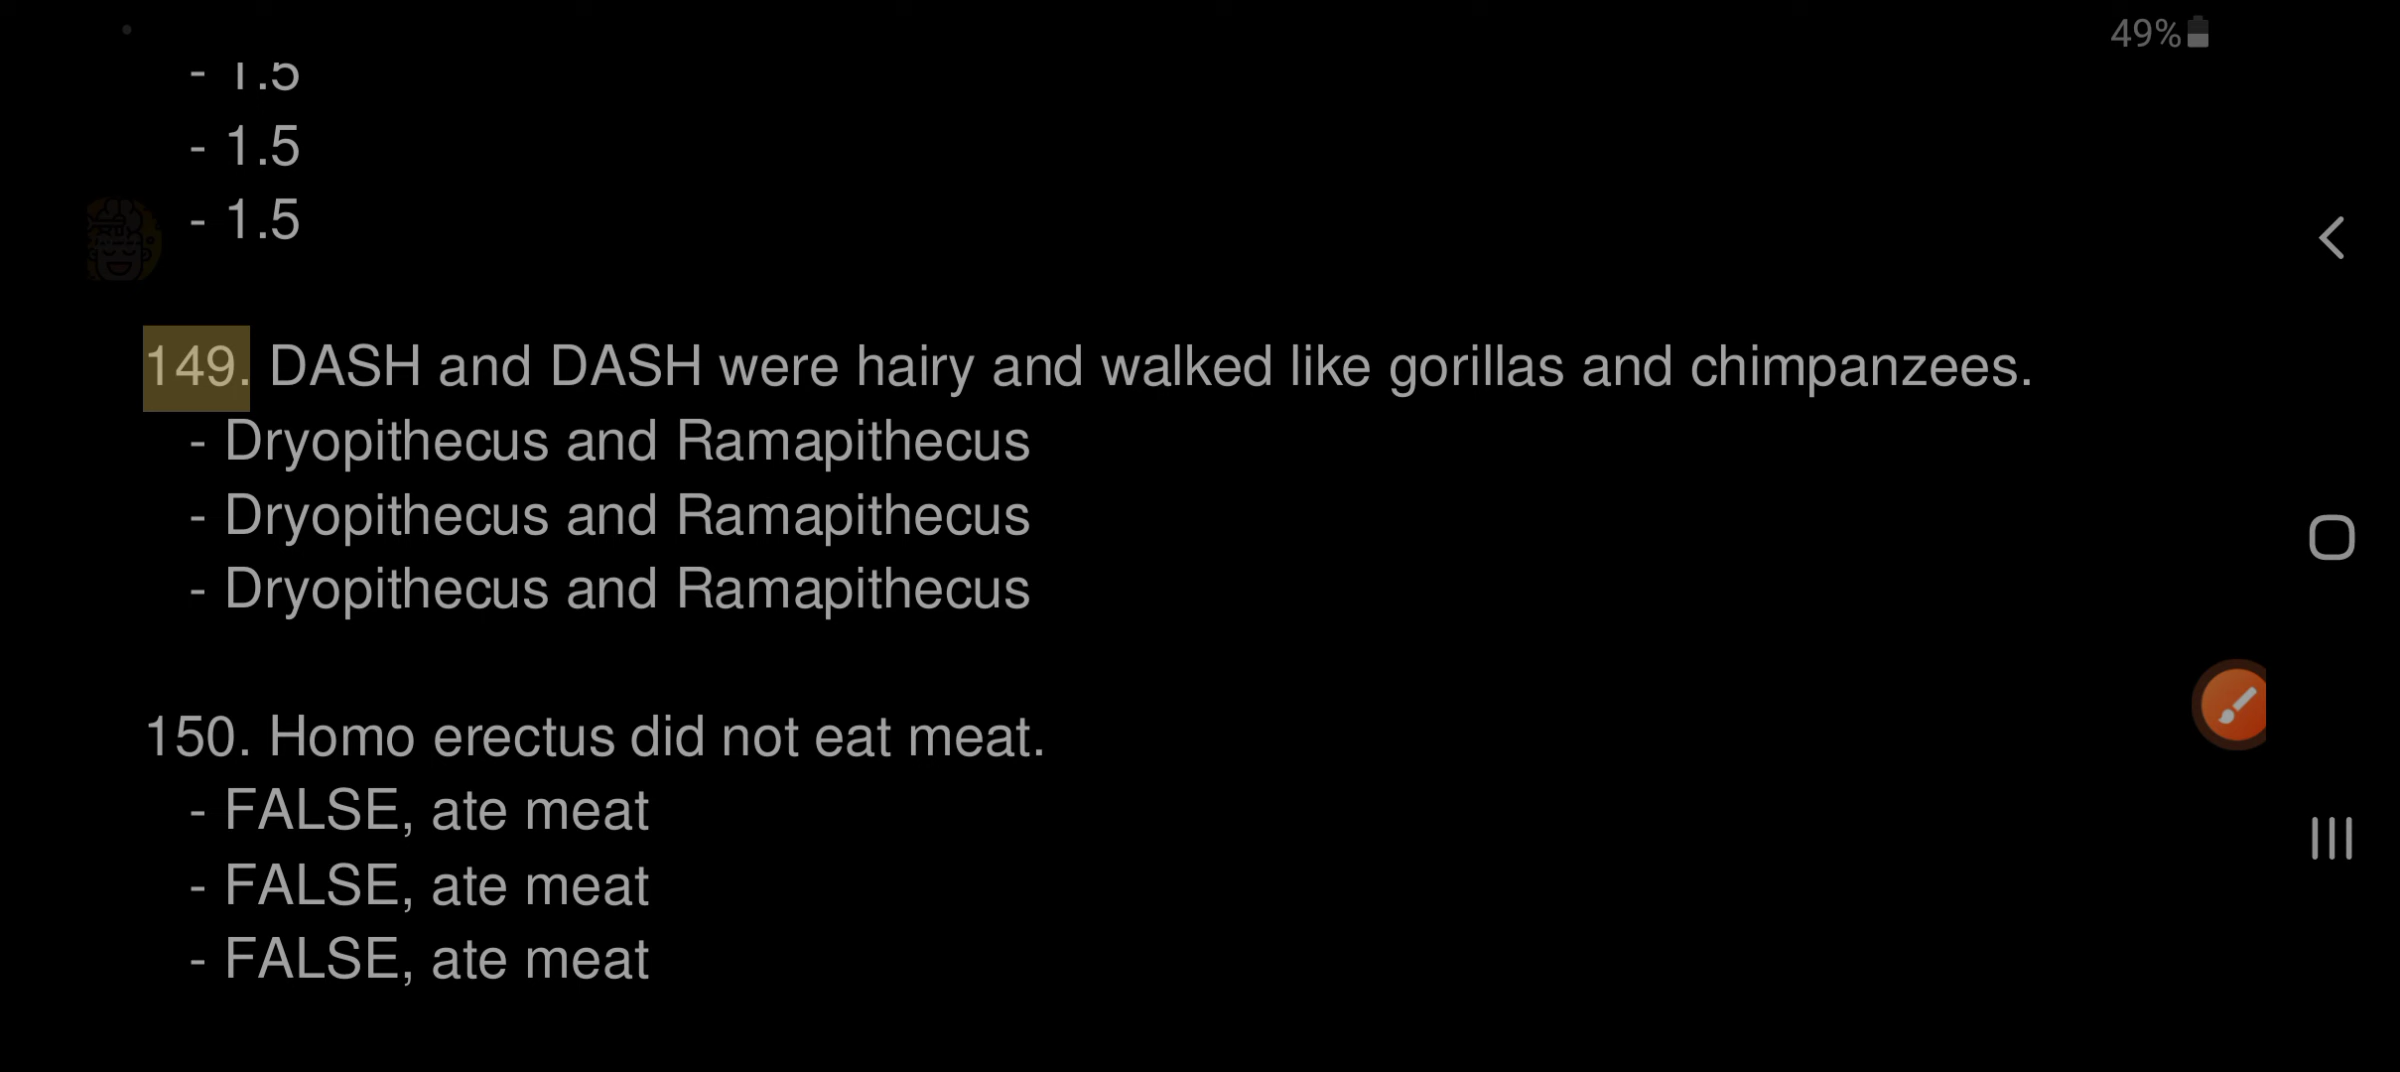 49%
- 1.5
- 1.5
- 1.5
149. DASH and DASH were hairy and walked like gorillas and chimpanzees.
- Dryopithecus and Ramapithecus
- Dryopithecus and Ramapithecus
- Dryopithecus and Ramapithecus
150. Homo erectus did not eat meat.
- FALSE, ate meat
- FALSE, ate meat
- FALSE, ate meat